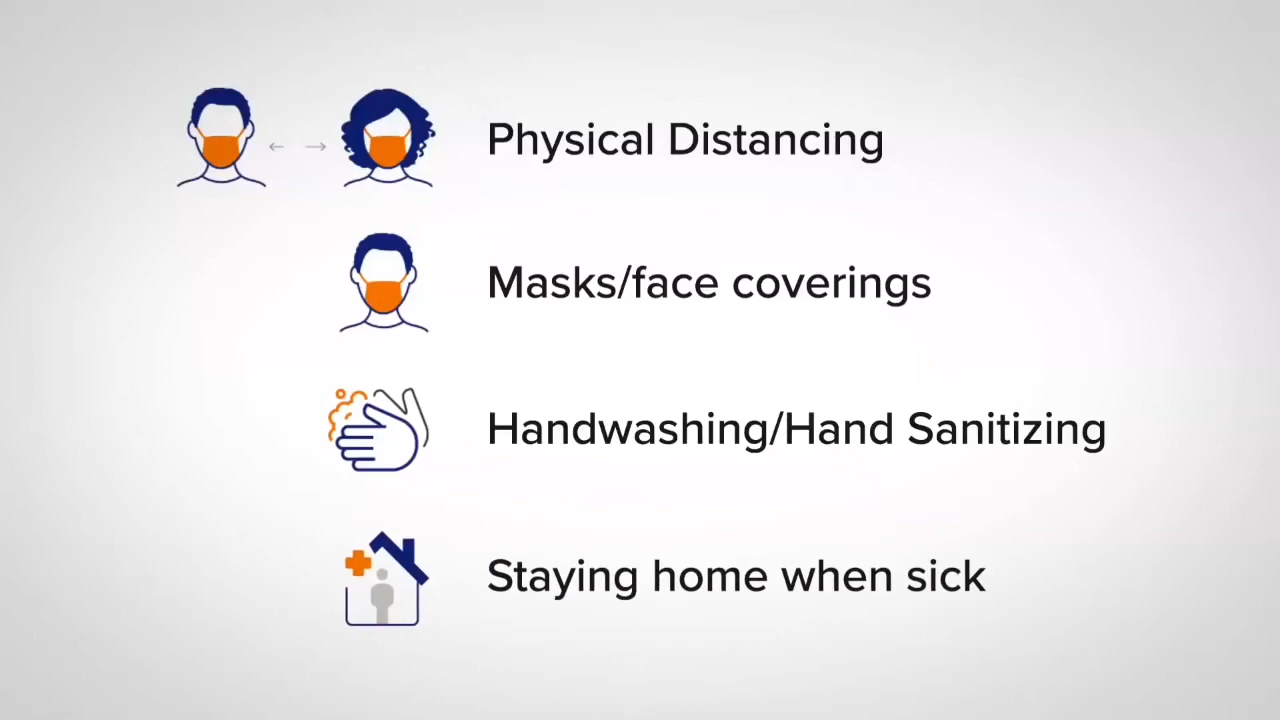 Physical Distancing
Masks/face coverings
Handwashing/Hand Sanitizing
Staying home when sick